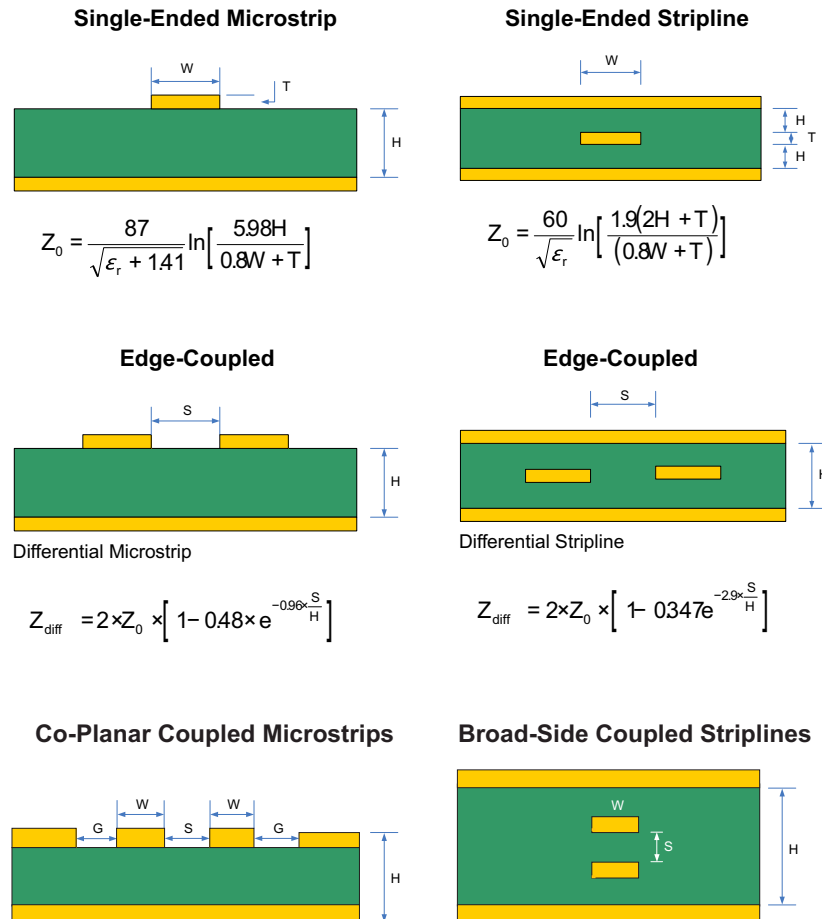 Single-Ended Microstrip
Single-Ended Stripline
W
T
H
W
H
T
H
Z₀ = 87 / √(εᵣ + 1.41) ln[ 5.98H / 0.8W + T ]
Z₀ = 60 / √εᵣ ln[ 1.9(2H + T) / (0.8W + T) ]
Edge-Coupled
Edge-Coupled
S
H
S
H
Differential Microstrip
Differential Stripline
Z_diff = 2×Z₀ ×[ 1− 0.48× e^(−0.96× S/H) ]
Z_diff = 2×Z₀ ×[ 1− 0.347e^(−2.9× S/H) ]
Co-Planar Coupled Microstrips
Broad-Side Coupled Striplines
W
W
G
S
G
H
W
S
H